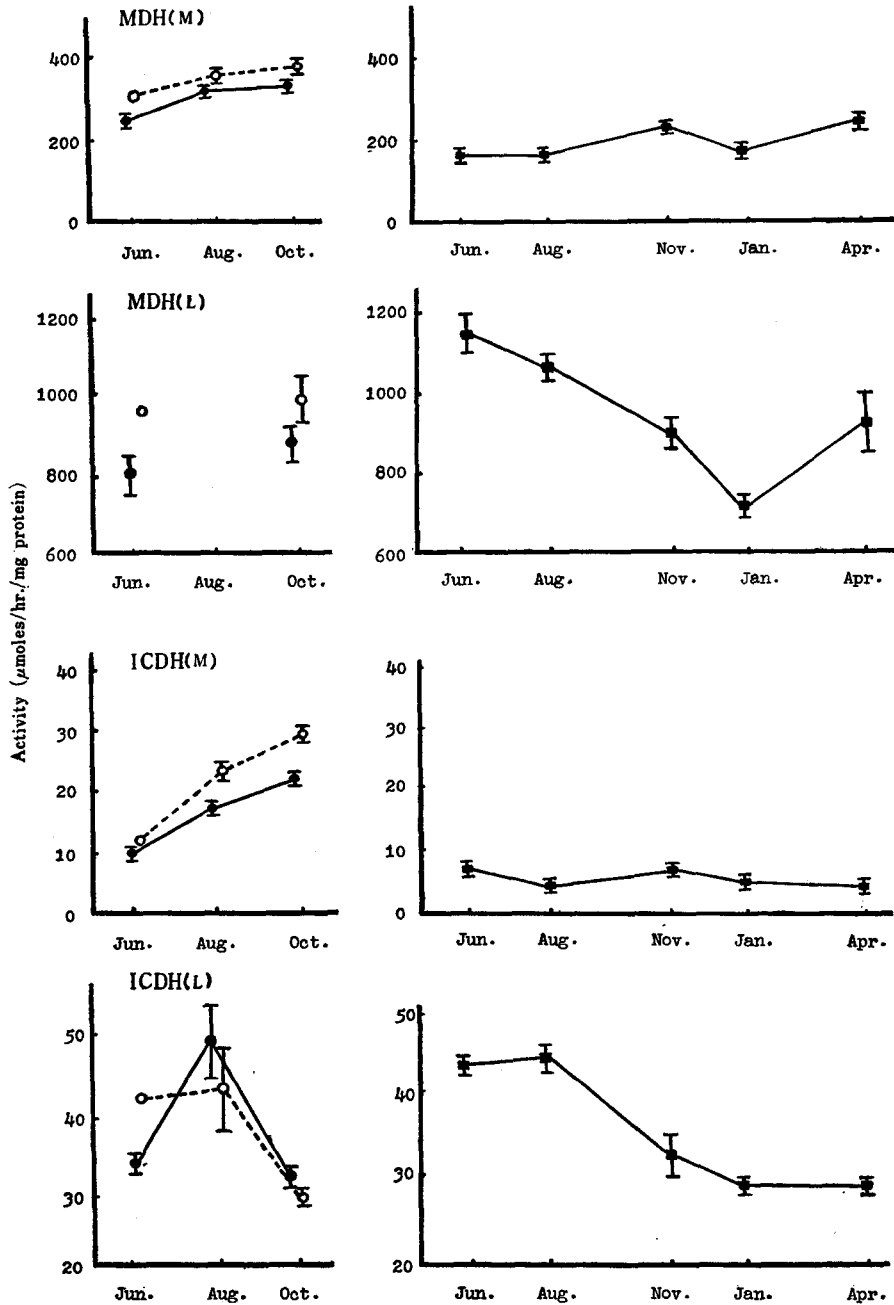 MDH(M)
400
200
0
Jun. Aug. Oct.
400
200
0
Jun. Aug. Nov. Jan. Apr.
MDH(L)
1200
1000
800
600
Jun. Aug. Oct.
1200
1000
800
600
Jun. Aug. Nov. Jan. Apr.
Activity (μmoles/hr./mg protein)
ICDH(M)
40
30
20
10
0
Jun. Aug. Oct.
40
30
20
10
0
Jun. Aug. Nov. Jan. Apr.
ICDH(L)
50
40
30
20
Jun. Aug. Oct.
50
40
30
20
Jun. Aug. Nov. Jan. Apr.